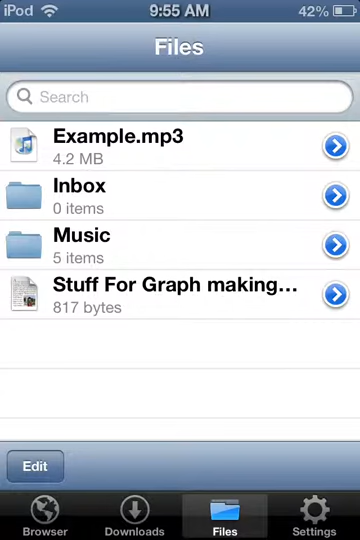 iPod 9:55 AM 42%
Files
Search
Example.mp3
4.2 MB
Inbox
0 items
Music
5 items
Stuff For Graph making...
817 bytes
Edit
Browser Downloads Files Settings